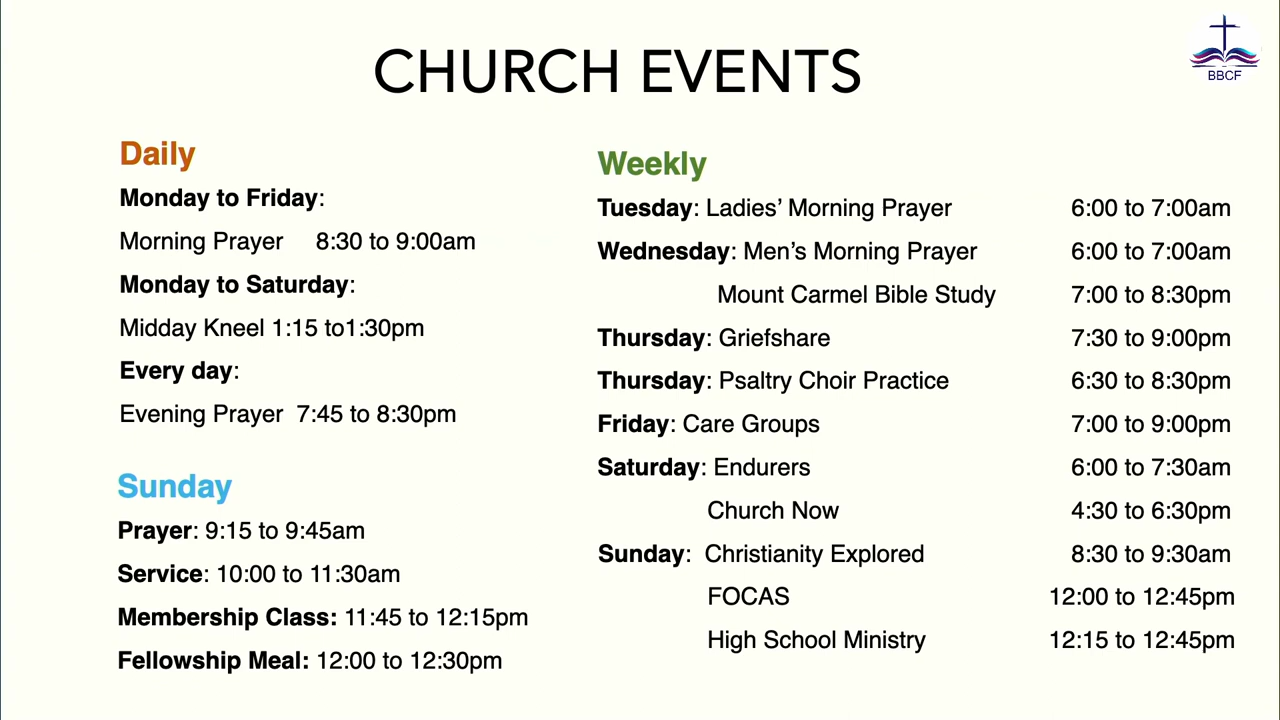 CHURCH EVENTS
BBCF
Daily
Monday to Friday:
Morning Prayer 8:30 to 9:00am
Monday to Saturday:
Midday Kneel 1:15 to1:30pm
Every day:
Evening Prayer 7:45 to 8:30pm
Sunday
Prayer: 9:15 to 9:45am
Service: 10:00 to 11:30am
Membership Class: 11:45 to 12:15pm
Fellowship Meal: 12:00 to 12:30pm
Weekly
Tuesday: Ladies’ Morning Prayer 6:00 to 7:00am
Wednesday: Men’s Morning Prayer 6:00 to 7:00am
Mount Carmel Bible Study 7:00 to 8:30pm
Thursday: Griefshare 7:30 to 9:00pm
Thursday: Psaltry Choir Practice 6:30 to 8:30pm
Friday: Care Groups 7:00 to 9:00pm
Saturday: Endurers 6:00 to 7:30am
Church Now 4:30 to 6:30pm
Sunday: Christianity Explored 8:30 to 9:30am
FOCAS 12:00 to 12:45pm
High School Ministry 12:15 to 12:45pm